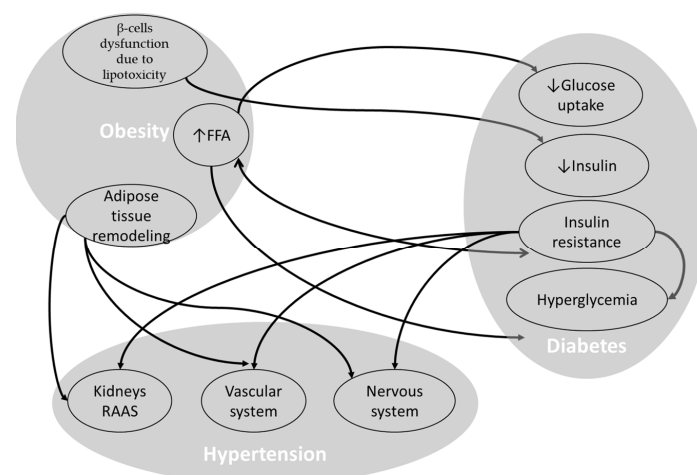 β-cells
dysfunction
due to
lipotoxicity
Obesity
↑FFA
Adipose
tissue
remodeling
↓Glucose
uptake
↓Insulin
Insulin
resistance
Hyperglycemia
Diabetes
Kidneys
RAAS
Vascular
system
Nervous
system
Hypertension